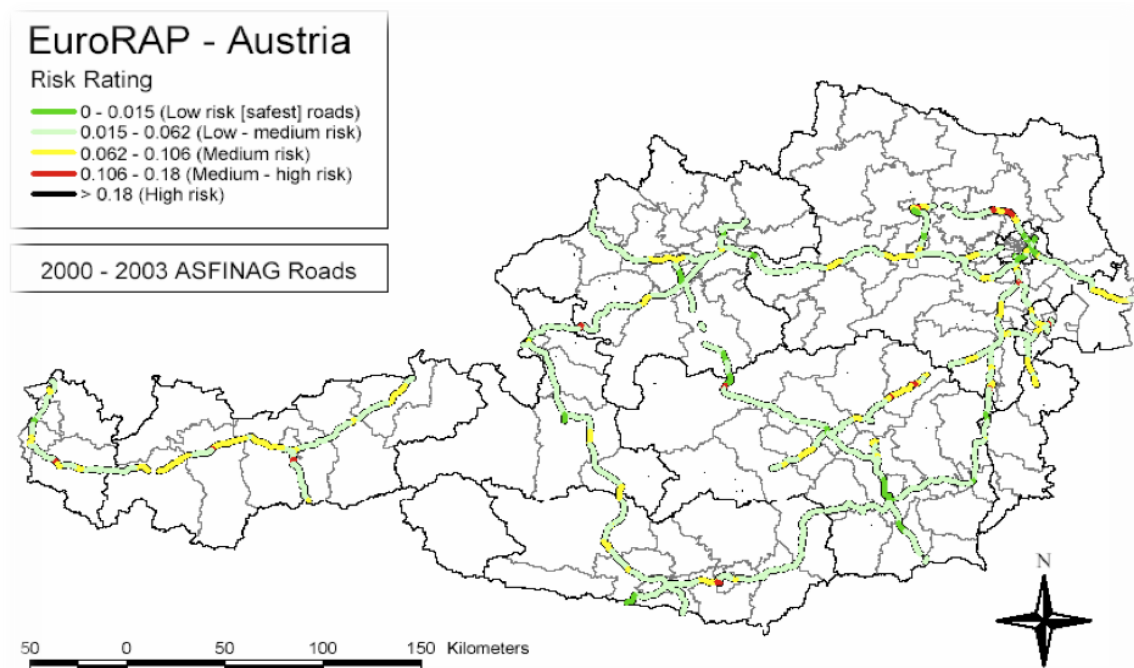 EuroRAP - Austria
Risk Rating
0 - 0.015 (Low risk [safest] roads)
0.015 - 0.062 (Low - medium risk)
0.062 - 0.106 (Medium risk)
0.106 - 0.18 (Medium - high risk)
> 0.18 (High risk)
2000 - 2003 ASFINAG Roads
N
50 0 50 100 150 Kilometers